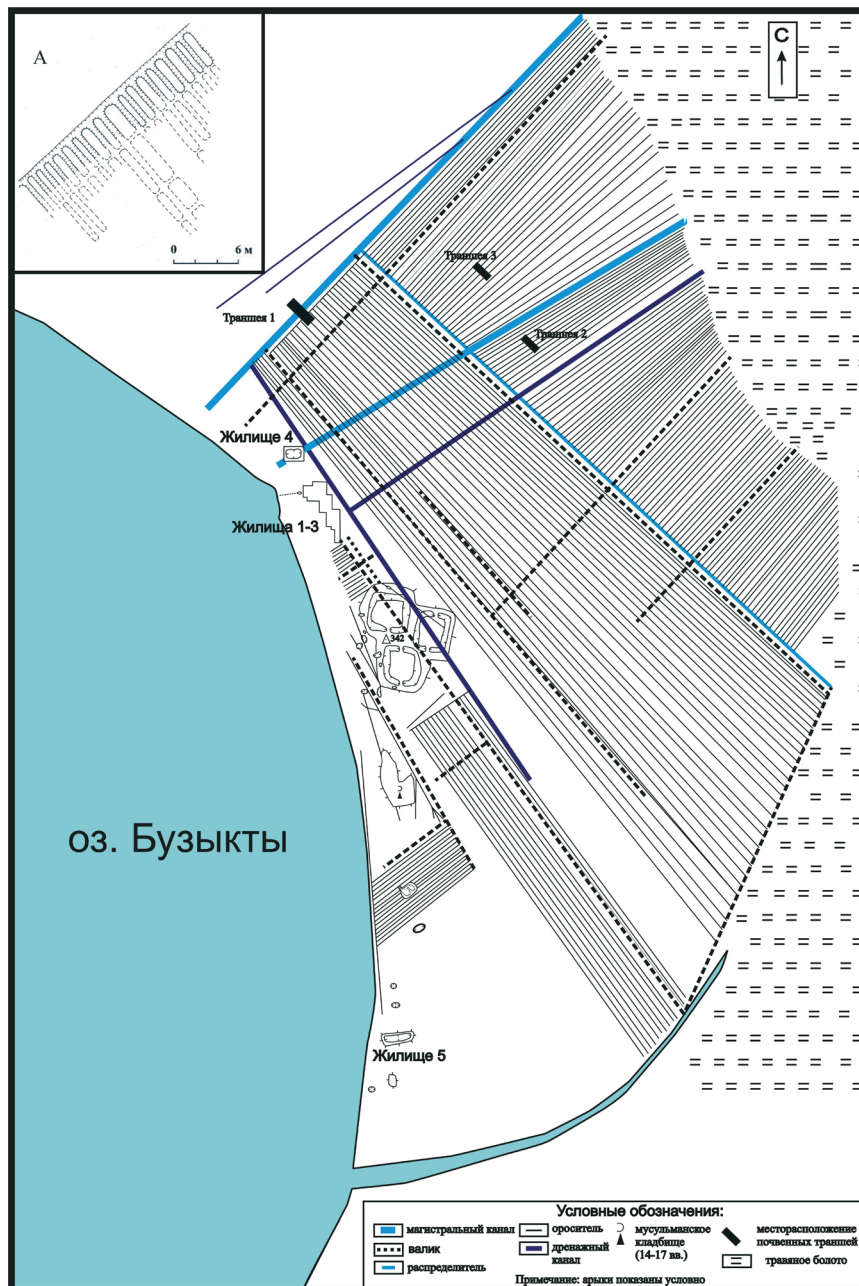 А
0 6 м
С
Траншея 3
Траншея 1
Траншея 2
Жилище 4
Жилища 1-3
342
оз. Бузыкты
Жилище 5
Условные обозначения:
магистральный канал
валик
распределитель
ороситель
дренажный
канал
мусульманское
кладбище
(14-17 вв.)
месторасположение
почвенных траншей
травяное болото
Примечание: арыки показаны условно